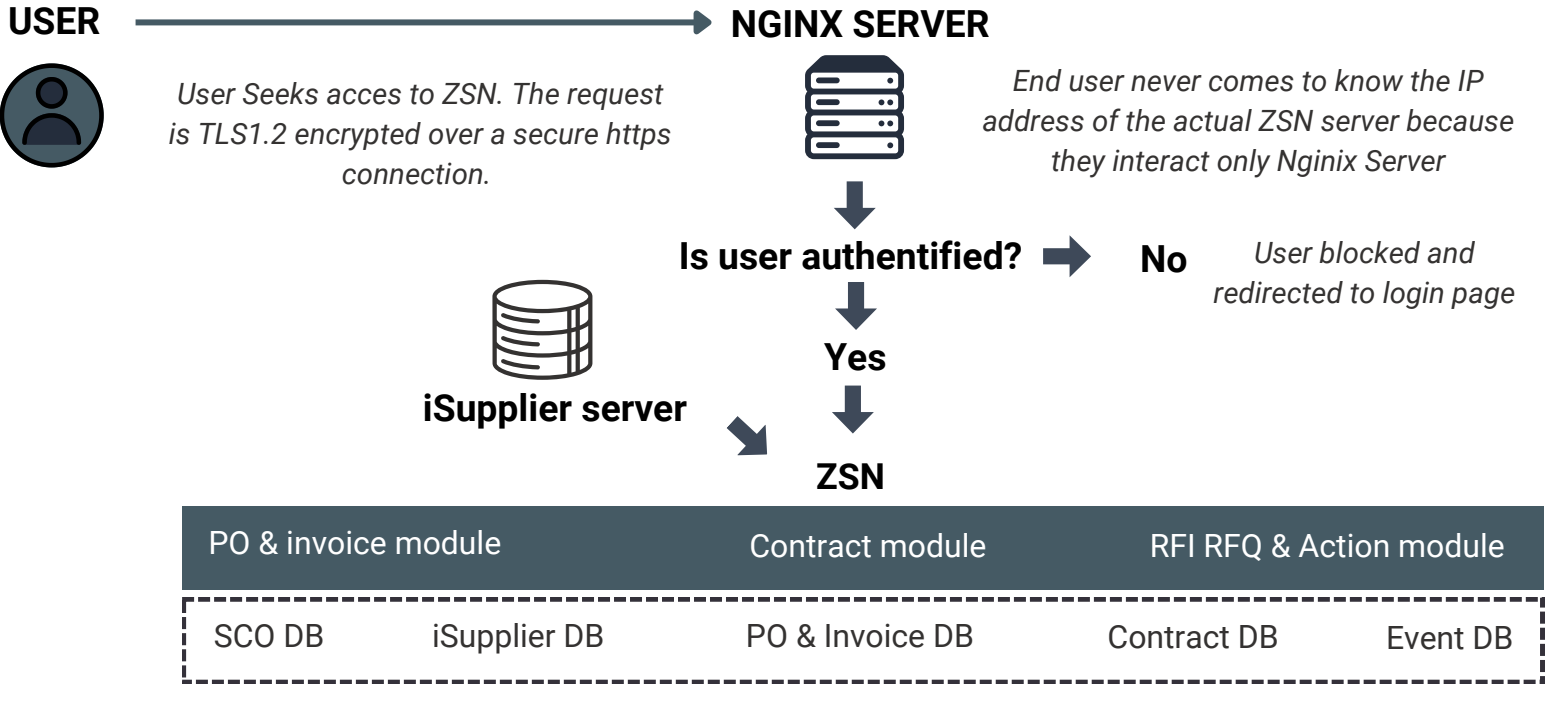 USER
NGINX SERVER
User Seeks acces to ZSN. The request
is TLS1.2 encrypted over a secure https
connection.
End user never comes to know the IP
address of the actual ZSN server because
they interact only Nginix Server
Is user authentified?
No
User blocked and
redirected to login page
Yes
iSupplier server
ZSN
PO & invoice module
Contract module
RFI RFQ & Action module
SCO DB
iSupplier DB
PO & Invoice DB
Contract DB
Event DB